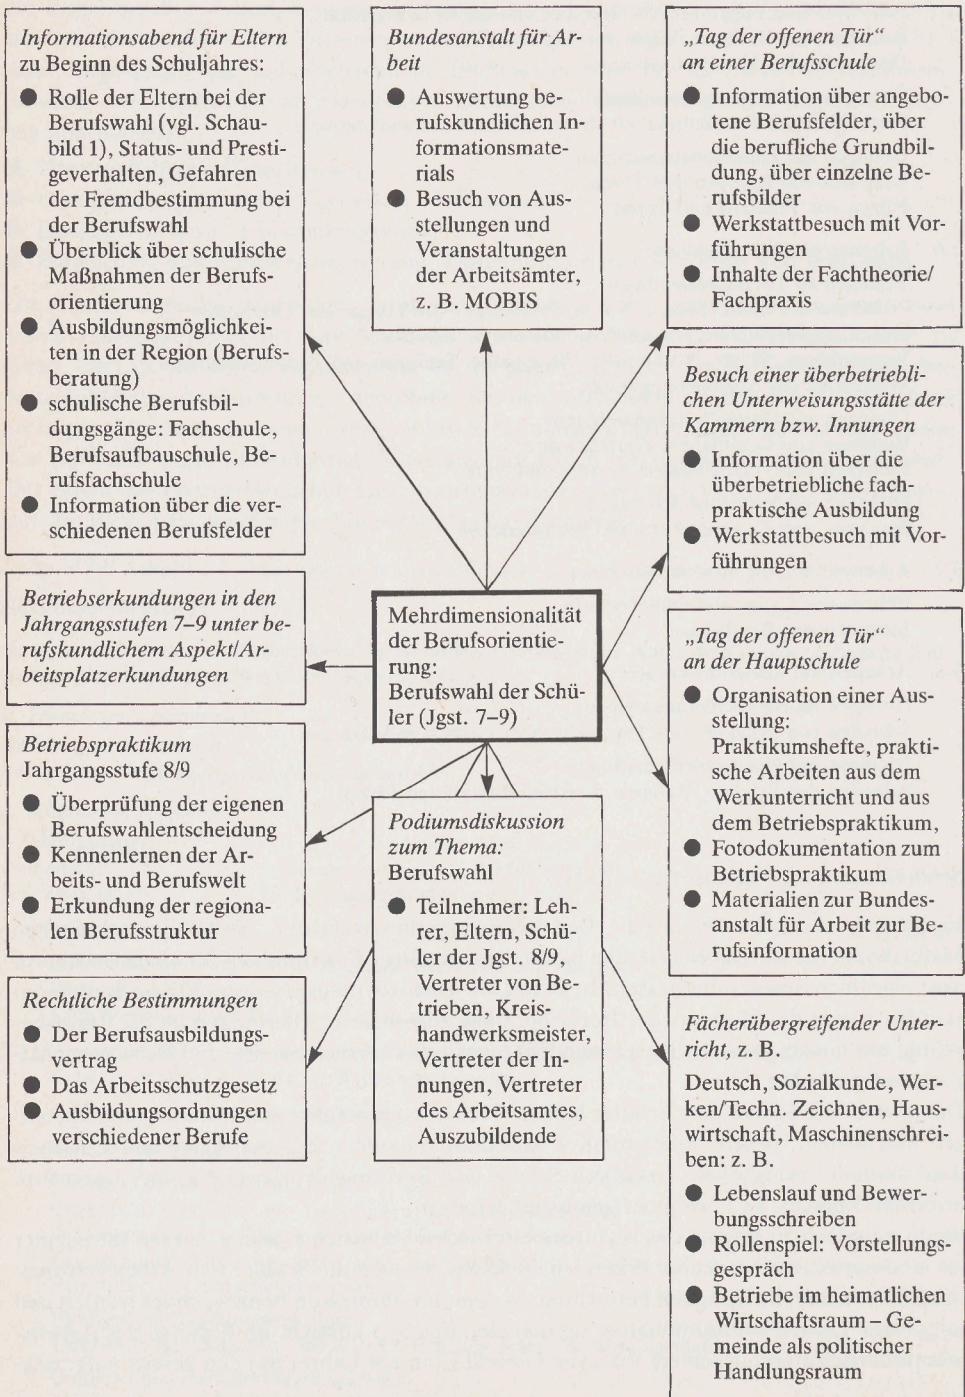 Informationsabend für Eltern
zu Beginn des Schuljahres:
● Rolle der Eltern bei der
Berufswahl (vgl. Schau-
bild 1), Status- und Presti-
geverhalten, Gefahren
der Fremdbestimmung bei
der Berufswahl
● Überblick über schulische
Maßnahmen der Berufs-
orientierung
● Ausbildungsmöglichkei-
ten in der Region (Berufs-
beratung)
● schulische Berufsbil-
dungsgänge: Fachschule,
Berufsaufbauschule, Be-
rufsfachschule
● Information über die ver-
schiedenen Berufsfelder
Bundesanstalt für Ar-
beit
● Auswertung be-
rufskundlichen In-
formationsmate-
rials
● Besuch von Aus-
stellungen und
Veranstaltungen
der Arbeitsämter,
z. B. MOBIS
„Tag der offenen Tür“
an einer Berufsschule
● Information über angebo-
tene Berufsfelder, über
die berufliche Grundbil-
dung, über einzelne Be-
rufsbilder
● Werkstattbesuch mit Vor-
führungen
● Inhalte der Fachtheorie/
Fachpraxis
Besuch einer überbetriebli-
chen Unterweisungsstätte der
Kammern bzw. Innungen
● Information über die
überbetriebliche fach-
praktische Ausbildung
● Werkstattbesuch mit Vor-
führungen
Betriebserkundungen in den
Jahrgangsstufen 7–9 unter be-
rufskundlichem Aspekt/Ar-
beitsplatzerkundungen
Mehrdimensionalität
der Berufsorientie-
rung:
Berufswahl der Schü-
ler (Jgst. 7–9)
„Tag der offenen Tür“
an der Hauptschule
● Organisation einer Aus-
stellung:
Praktikumshefte, prakti-
sche Arbeiten aus dem
Werkunterricht und aus
dem Betriebspraktikum,
● Fotodokumentation zum
Betriebspraktikum
● Materialien zur Bundes-
anstalt für Arbeit zur Be-
rufsinformation
Betriebspraktikum
Jahrgangsstufe 8/9
● Überprüfung der eigenen
Berufswahlentscheidung
● Kennenlernen der Ar-
beits- und Berufswelt
● Erkundung der regiona-
len Berufsstruktur
Podiumsdiskussion
zum Thema:
Berufswahl
● Teilnehmer: Leh-
rer, Eltern, Schü-
ler der Jgst. 8/9,
Vertreter von Be-
trieben, Kreis-
handwerksmeister,
Vertreter der In-
nungen, Vertreter
des Arbeitsamtes,
Auszubildende
Rechtliche Bestimmungen
● Der Berufsausbildungs-
vertrag
● Das Arbeitsschutzgesetz
● Ausbildungsordnungen
verschiedener Berufe
Fächerübergreifender Unter-
richt, z. B.
Deutsch, Sozialkunde, Wer-
ken/Techn. Zeichnen, Haus-
wirtschaft, Maschinenschrei-
ben: z. B.
● Lebenslauf und Bewer-
bungsschreiben
● Rollenspiel: Vorstellungs-
gespräch
● Betriebe im heimatlichen
Wirtschaftsraum – Ge-
meinde als politischer
Handlungsraum